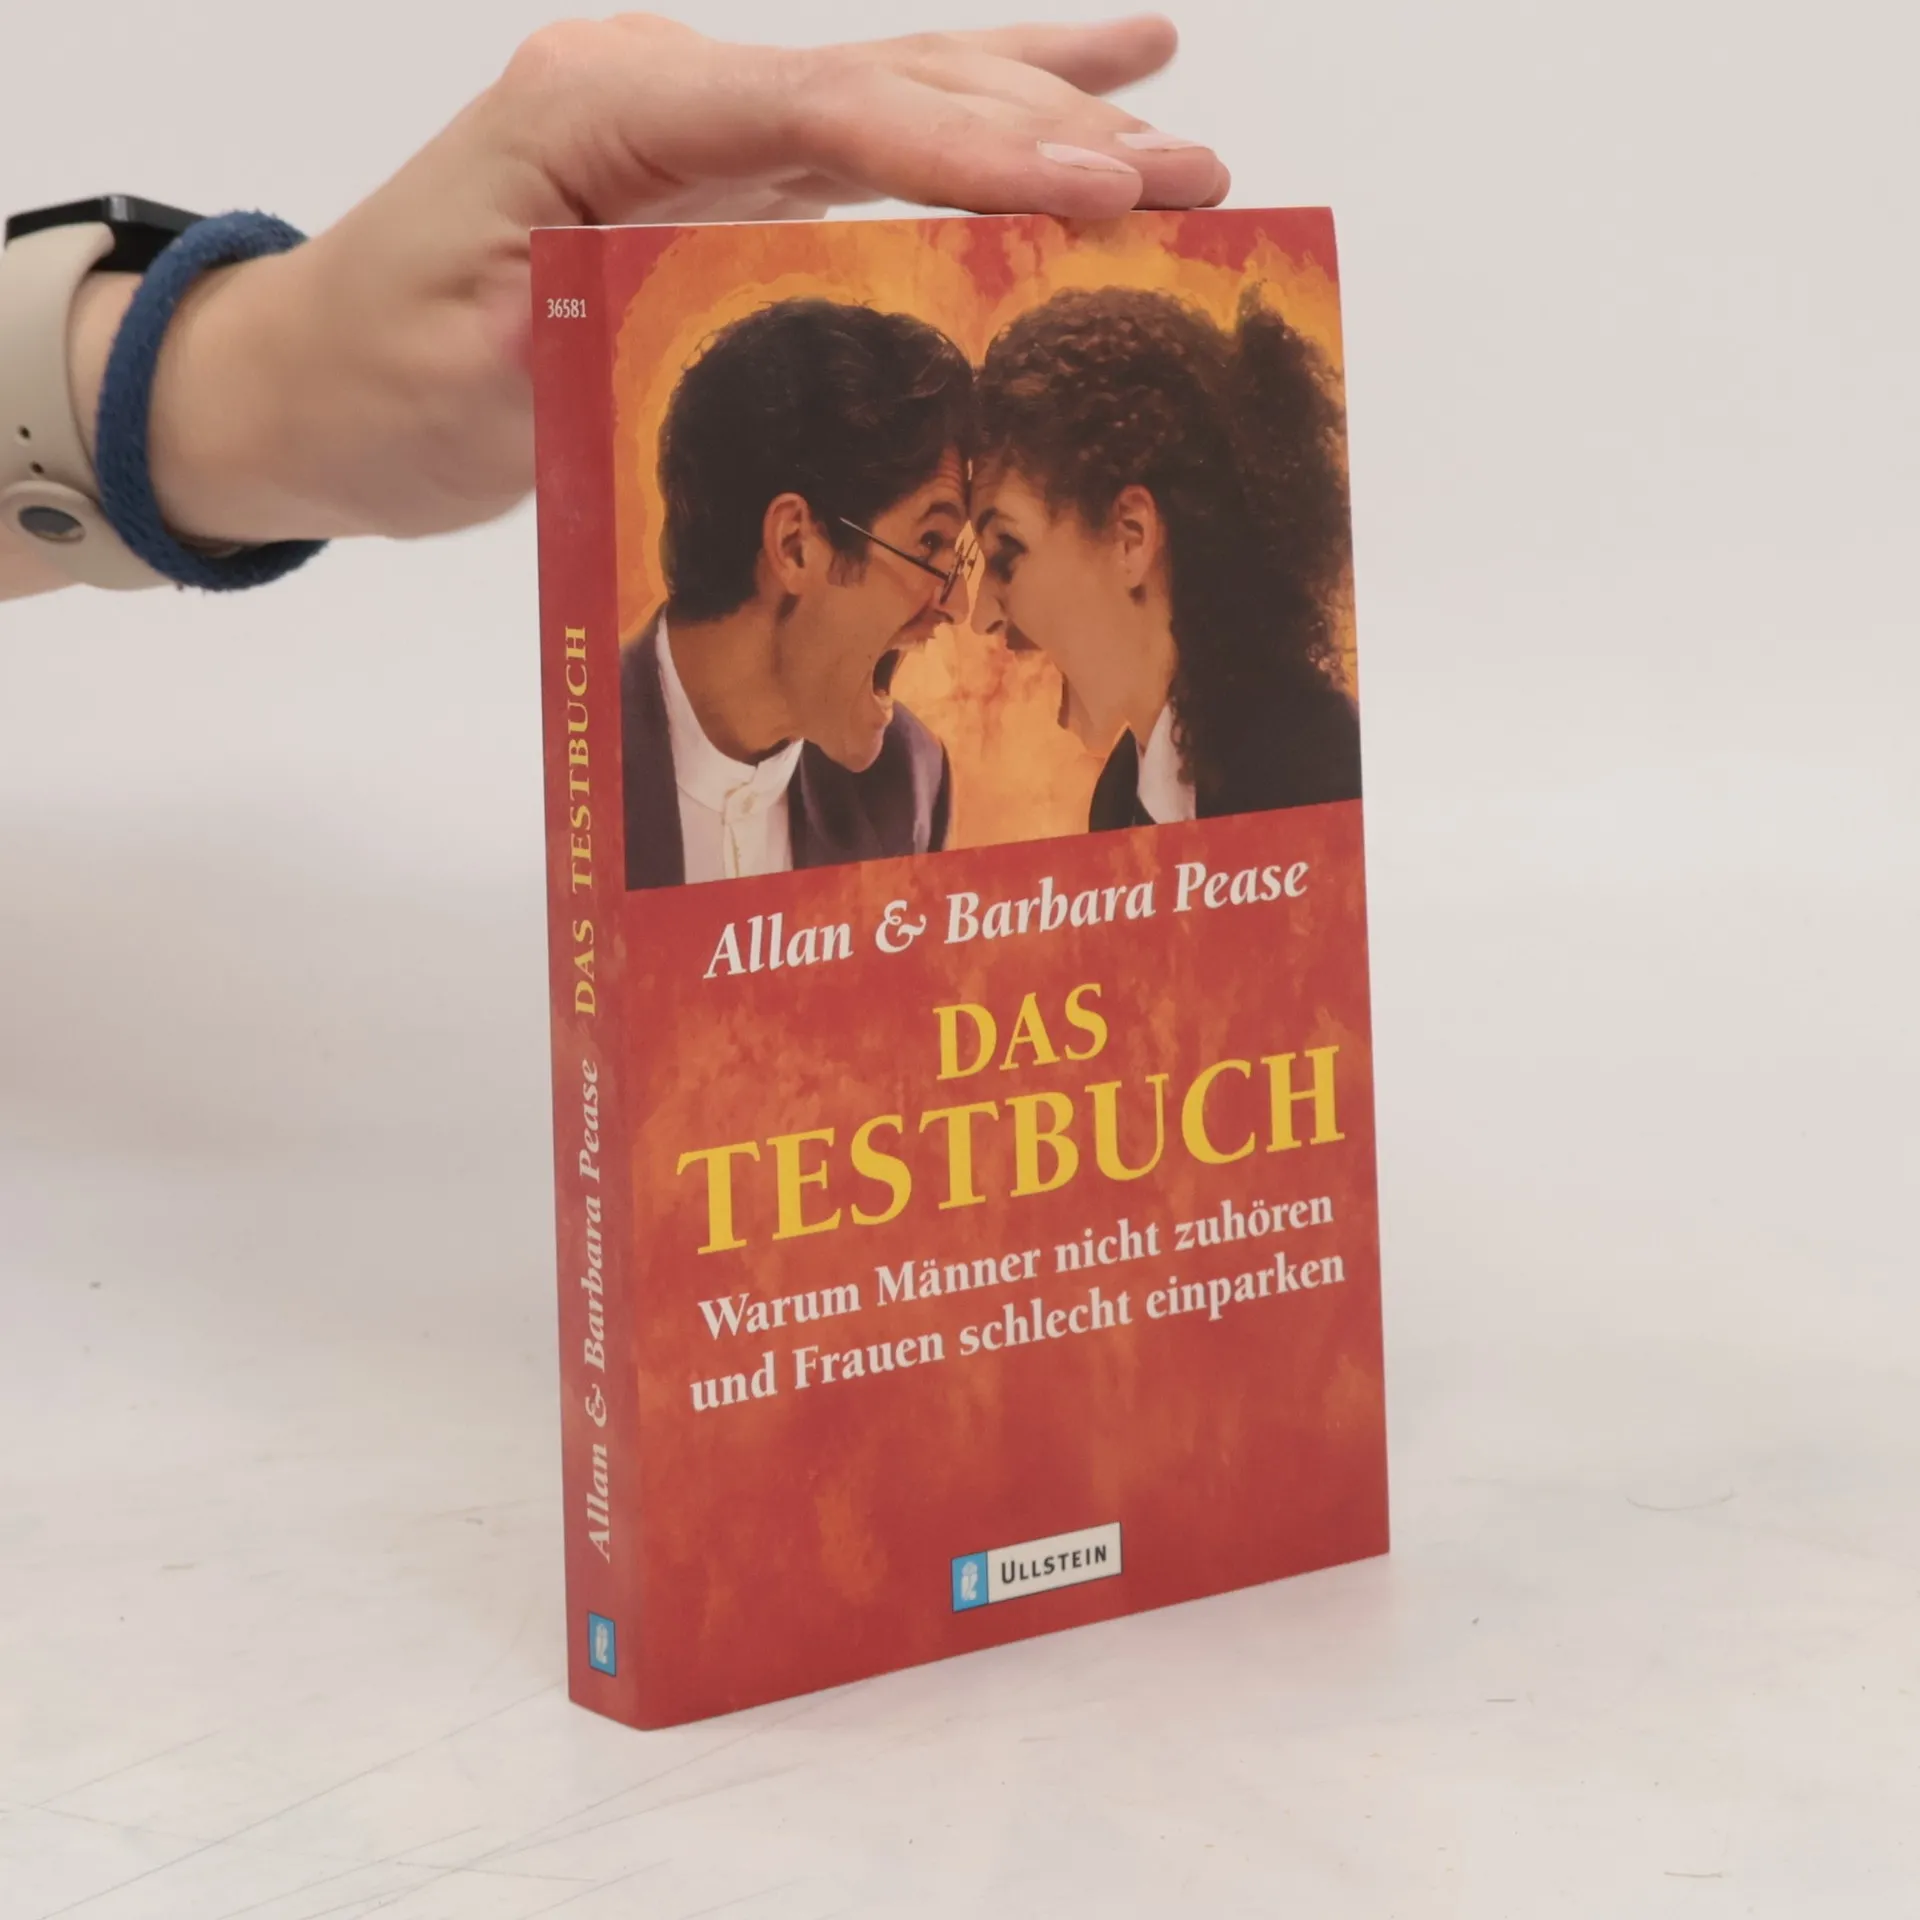 36581
Allan & Barbara Pease DAS TESTBUCH
Allan & Barbara Pease
DAS
TESTBUCH
Warum Männer nicht zuhören
und Frauen schlecht einparken
ULLSTEIN